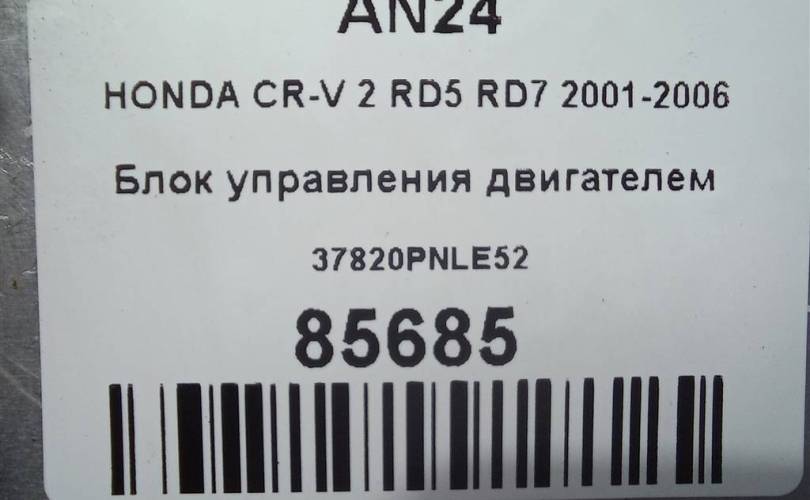 AN24
HONDA CR-V 2 RD5 RD7 2001-2006
Блок управления двигателем
37820PNLE52
85685